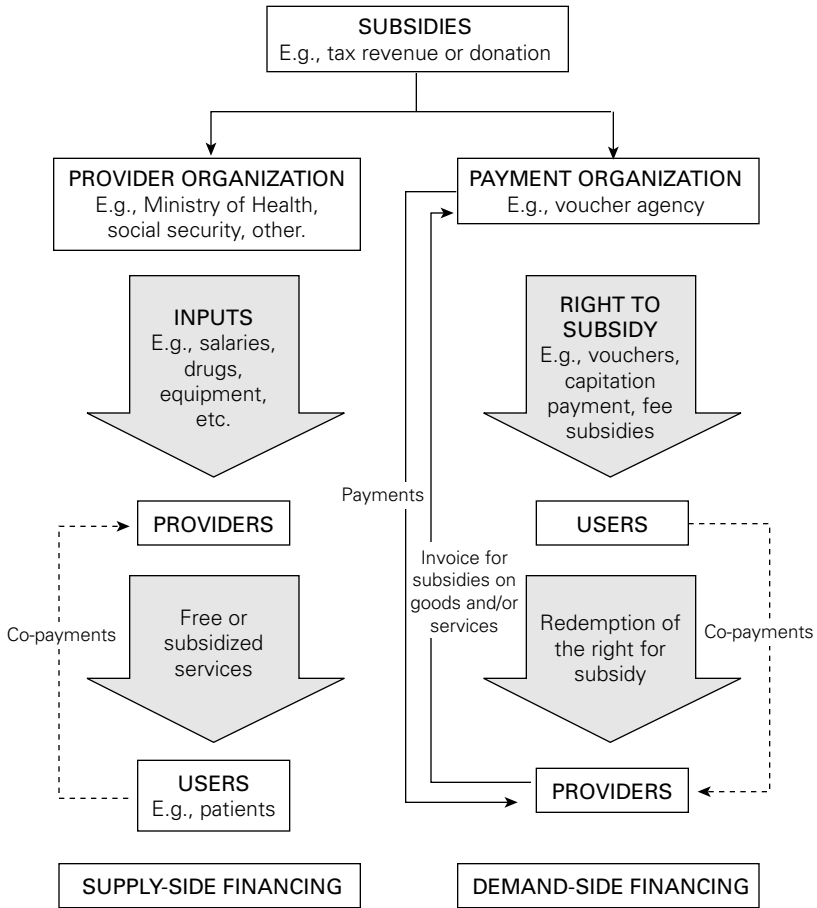 SUBSIDIES
E.g., tax revenue or donation
PROVIDER ORGANIZATION
E.g., Ministry of Health,
social security, other.
PAYMENT ORGANIZATION
E.g., voucher agency
INPUTS
E.g., salaries,
drugs,
equipment,
etc.
RIGHT TO
SUBSIDY
E.g., vouchers,
capitation
payment, fee
subsidies
Payments
PROVIDERS
USERS
Invoice for
subsidies on
goods and/or
services
Co-payments
Free or
subsidized
services
Redemption of
the right for
subsidy
Co-payments
USERS
E.g., patients
PROVIDERS
SUPPLY-SIDE FINANCING
DEMAND-SIDE FINANCING